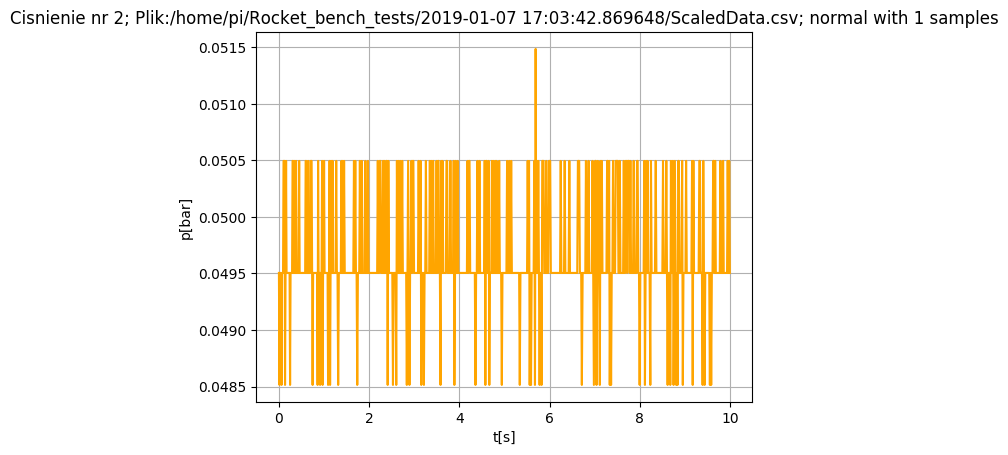 Cisnienie nr 2; Plik:/home/pi/Rocket_bench_tests/2019-01-07 17:03:42.869648/ScaledData.csv; normal with 1 samples
0.0515
0.0510
0.0505
0.0500
0.0495
0.0490
0.0485
p[bar]
0 2 4 6 8 10
t[s]